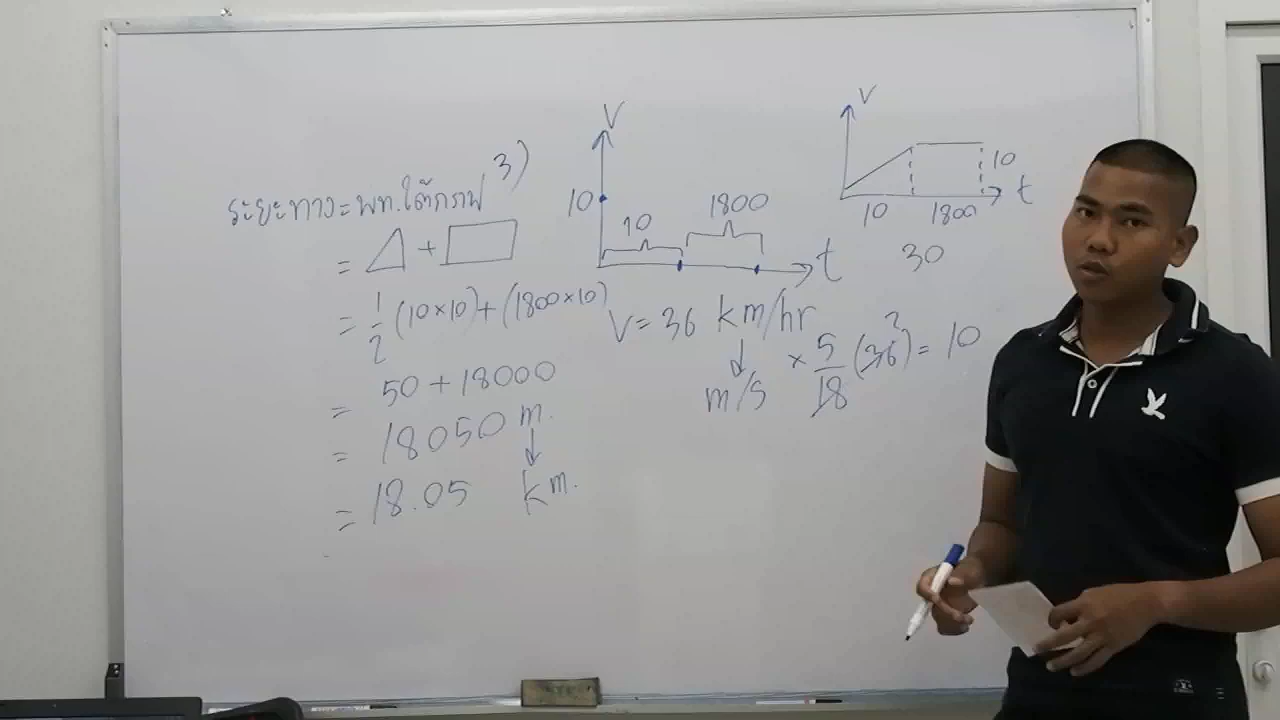 3)
ระยะทาง = พท.ใต้กราฟ
= △ + ▭
= 1/2 (10×10) + (1800×10)
= 50 + 18000
= 18050 m.
↓
= 18.05 km.
V
10
10
1800
t
V = 36 km/hr
↓
m/s × 5/18 (36) = 10
2
V
10
10
1800
t
30